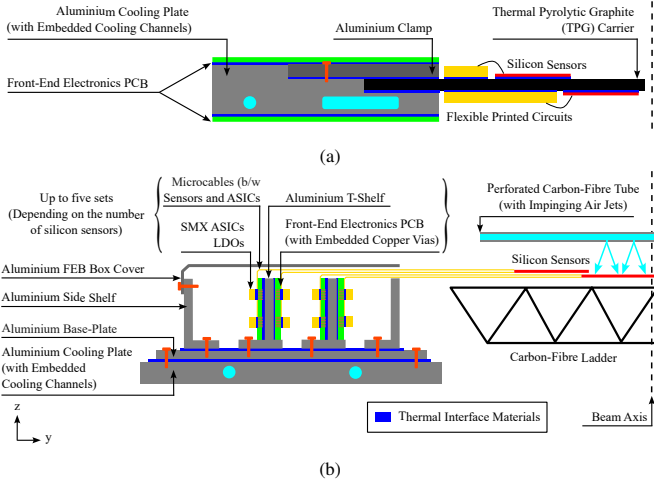 Aluminium Cooling Plate
(with Embedded Cooling Channels)
Aluminium Clamp
Thermal Pyrolytic Graphite
(TPG) Carrier
Silicon Sensors
Front-End Electronics PCB
Flexible Printed Circuits
(a)
Up to five sets
(Depending on the number
of silicon sensors)
Microcables (b/w
Sensors and ASICs)
SMX ASICs
LDOs
Aluminium T-Shelf
Front-End Electronics PCB
(with Embedded Copper Vias)
Perforated Carbon-Fibre Tube
(with Impinging Air Jets)
Silicon Sensors
Aluminium FEB Box Cover
Aluminium Side Shelf
Aluminium Base-Plate
Aluminium Cooling Plate
(with Embedded
Cooling Channels)
Carbon-Fibre Ladder
z
y
Thermal Interface Materials
Beam Axis
(b)